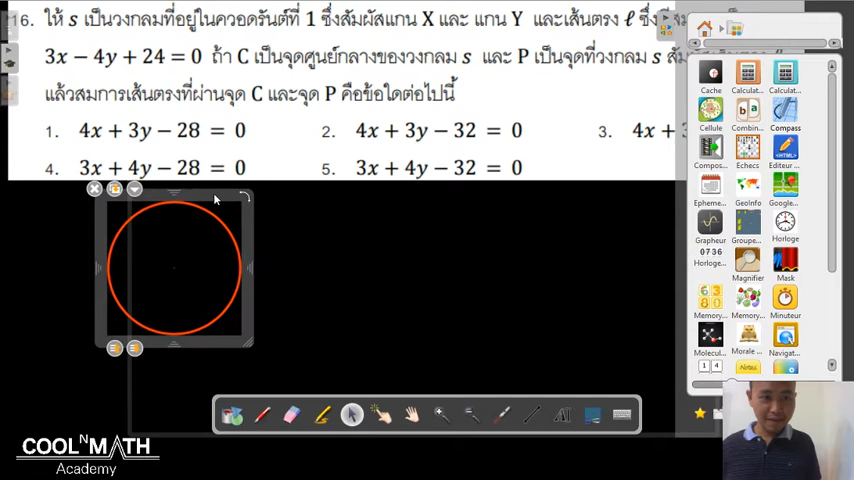 16. ให้ s เป็นวงกลมที่อยู่ในควอดรันต์ที่ 1 ซึ่งสัมผัสแกน X และ แกน Y และเส้นตรง ℓ ซึ่งมีสม
3x − 4y + 24 = 0 ถ้า C เป็นจุดศูนย์กลางของวงกลม s และ P เป็นจุดที่วงกลม s สัม
แล้วสมการเส้นตรงที่ผ่านจุด C และจุด P คือข้อใดต่อไปนี้
1. 4x + 3y − 28 = 0 2. 4x + 3y − 32 = 0 3. 4x + 3
4. 3x + 4y − 28 = 0 5. 3x + 4y − 32 = 0
Cache Calculat... Calculat...
Cellule Combin... Compass
Compos... Echecs Editeur ...
Epheme... GeoInfo Google...
Grapheur Groupe... Horloge
0736
Horloge... Magnifier Mask
Memory... Memory... Minuteur
Molecul... Morale ... Navigat...
Notes
COOL N MATH
Academy